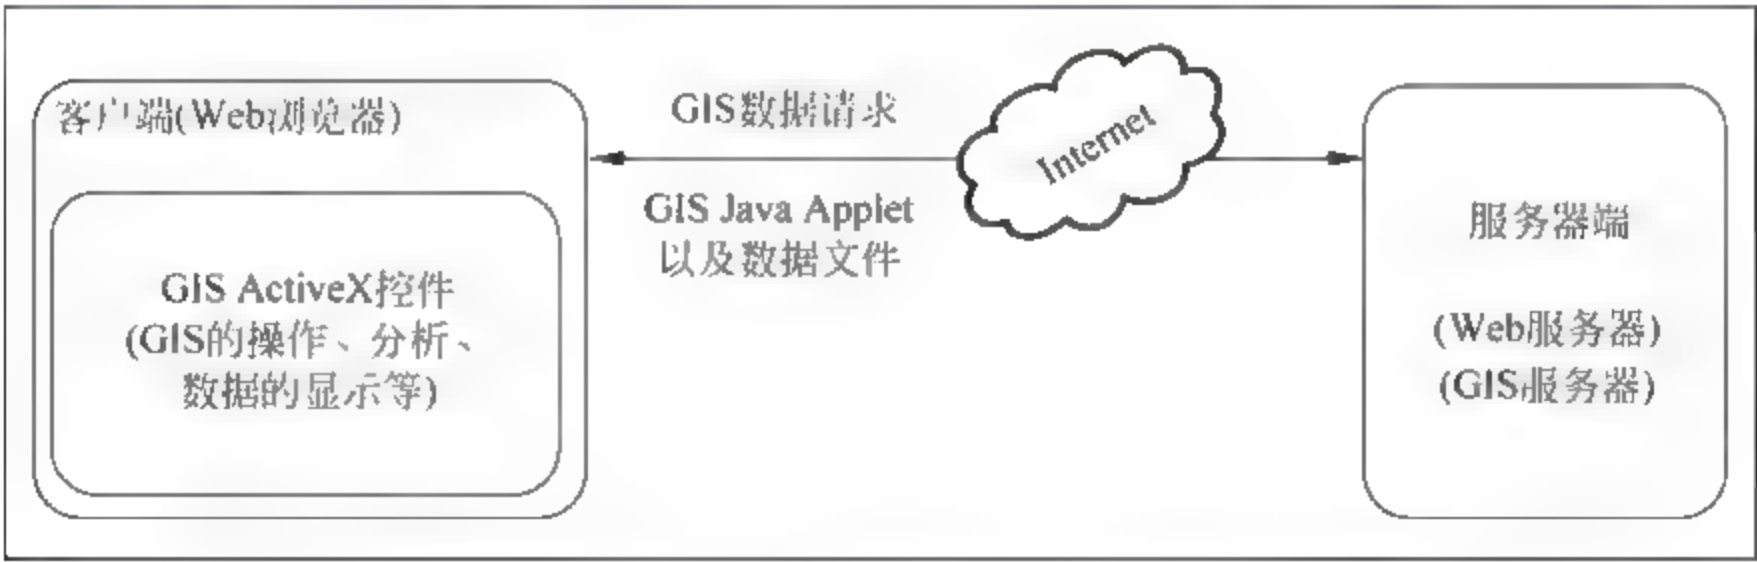 客户端(Web浏览器)
GIS ActiveX控件
(GIS的操作、分析、
数据的显示等)
GIS数据请求
GIS Java Applet
以及数据文件
Internet
服务器端
(Web服务器)
(GIS服务器)